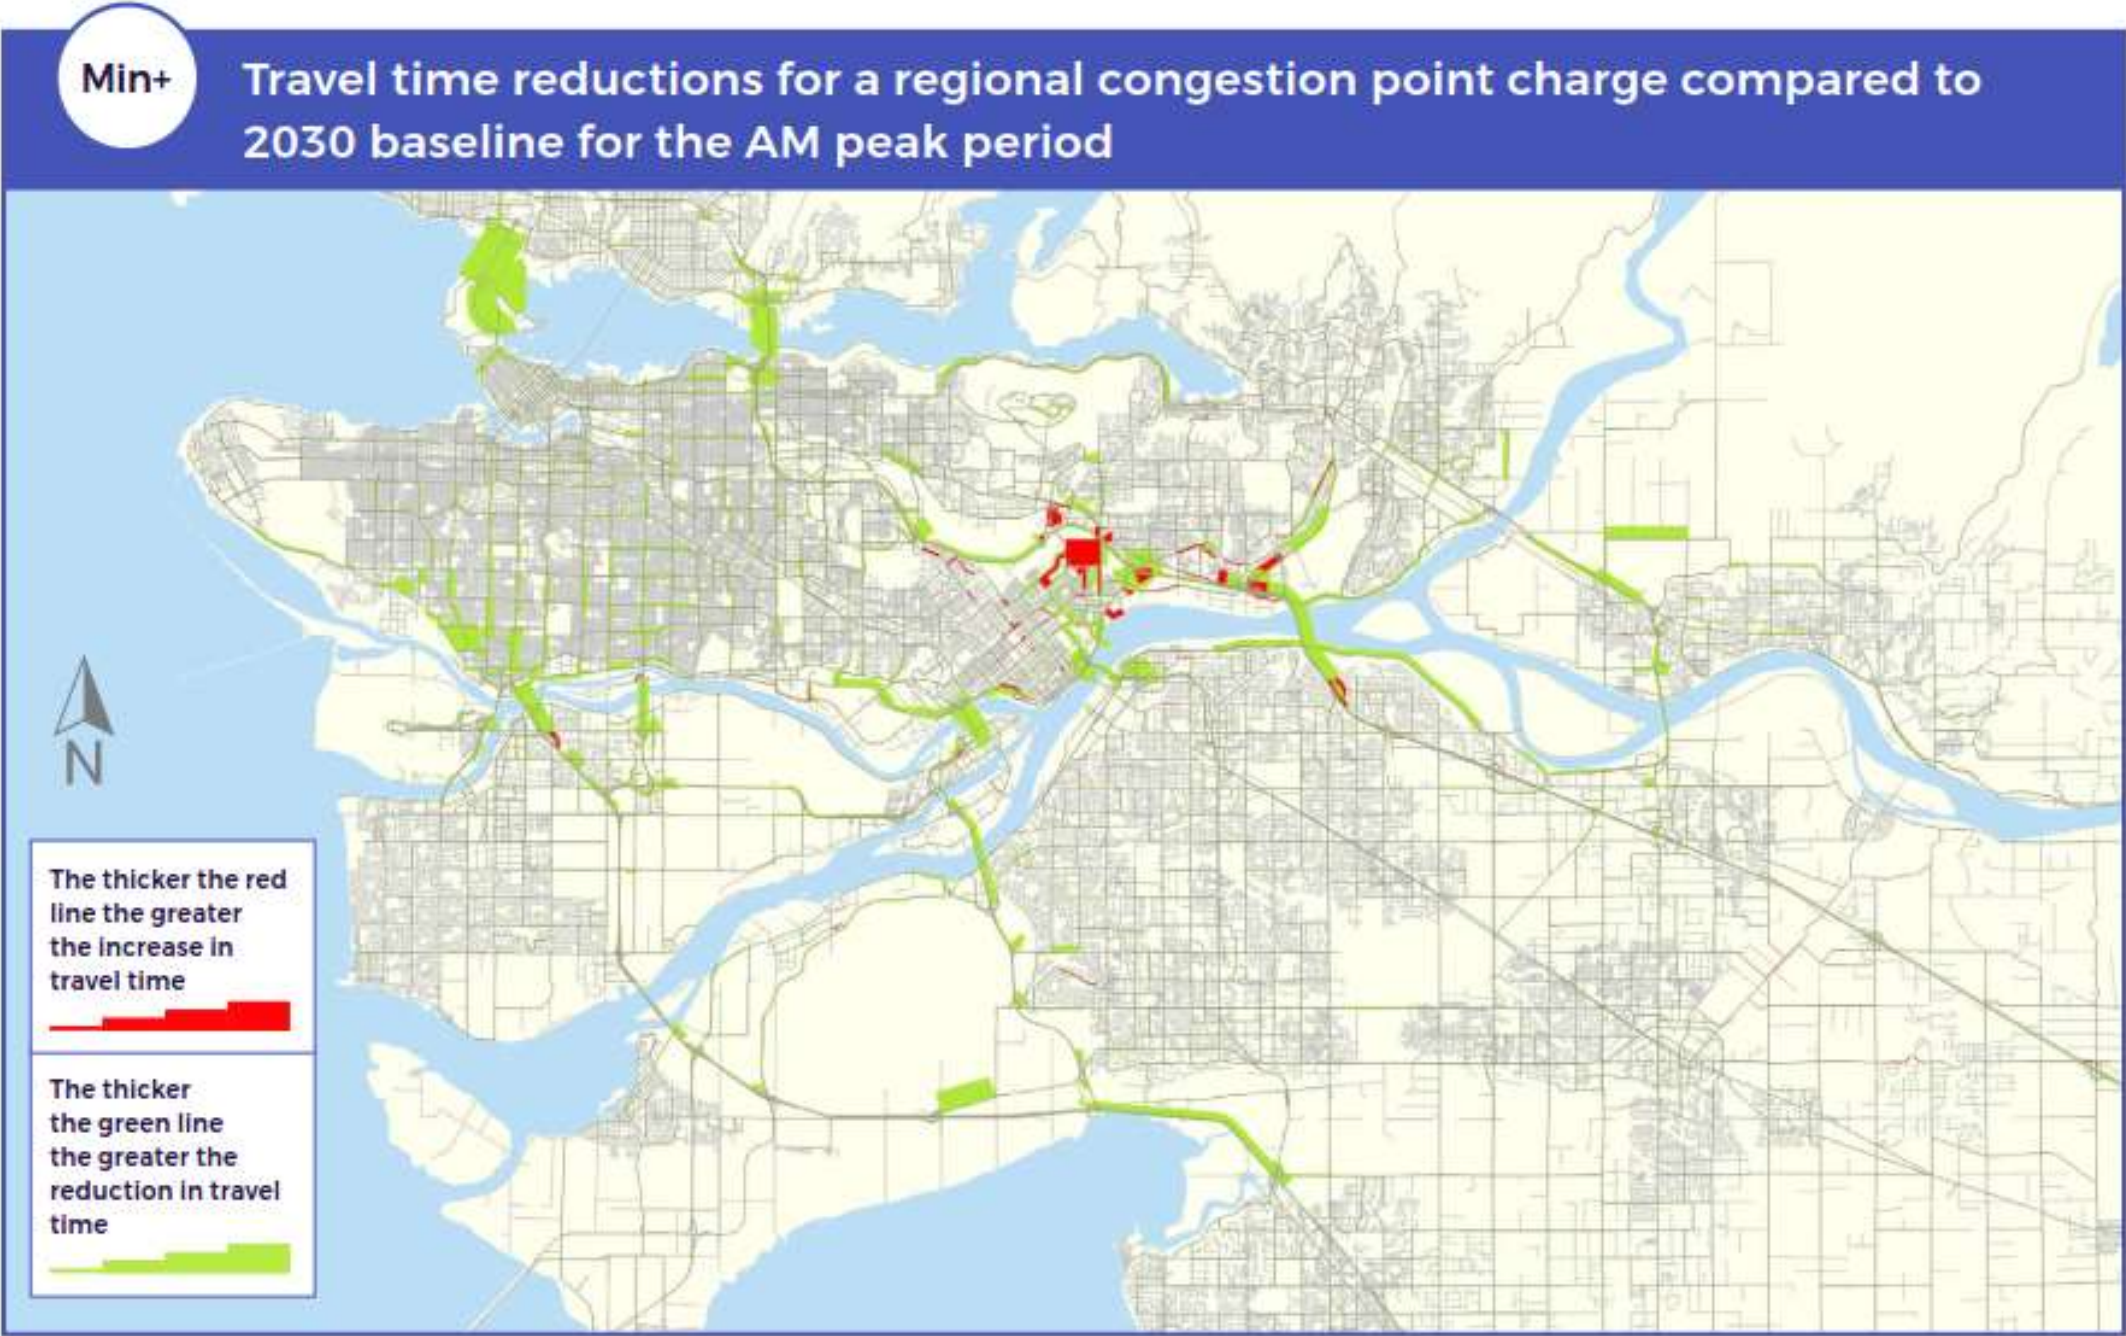 Min+
Travel time reductions for a regional congestion point charge compared to
2030 baseline for the AM peak period
N
The thicker the red
line the greater
the increase in
travel time
The thicker
the green line
the greater the
reduction in travel
time